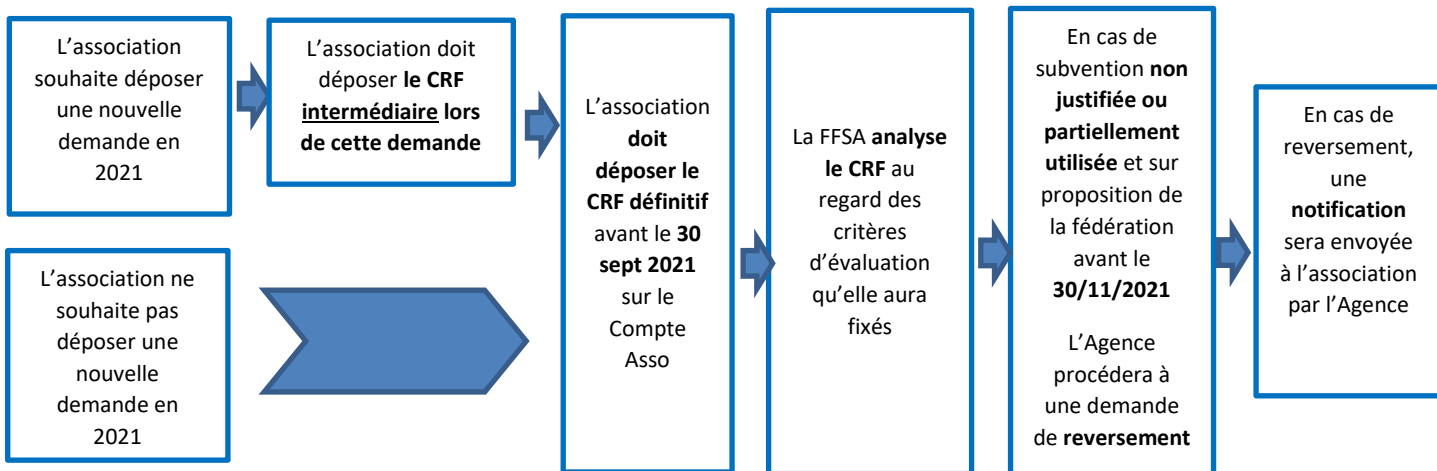 L’association
souhaite déposer
une nouvelle
demande en
2021
L’association doit
déposer le CRF
intermédiaire lors
de cette demande
L’association ne
souhaite pas
déposer une
nouvelle
demande en
2021
L’association
doit
déposer le
CRF définitif
avant le 30
sept 2021
sur le
Compte
Asso
La FFSA analyse
le CRF au
regard des
critères
d’évaluation
qu’elle aura
fixés
En cas de
subvention non
justifiée ou
partiellement
utilisée et sur
proposition de
la fédération
avant le
30/11/2021
L’Agence
procédera à
une demande
de reversement
En cas de
reversement,
une
notification
sera envoyée
à l’association
par l’Agence